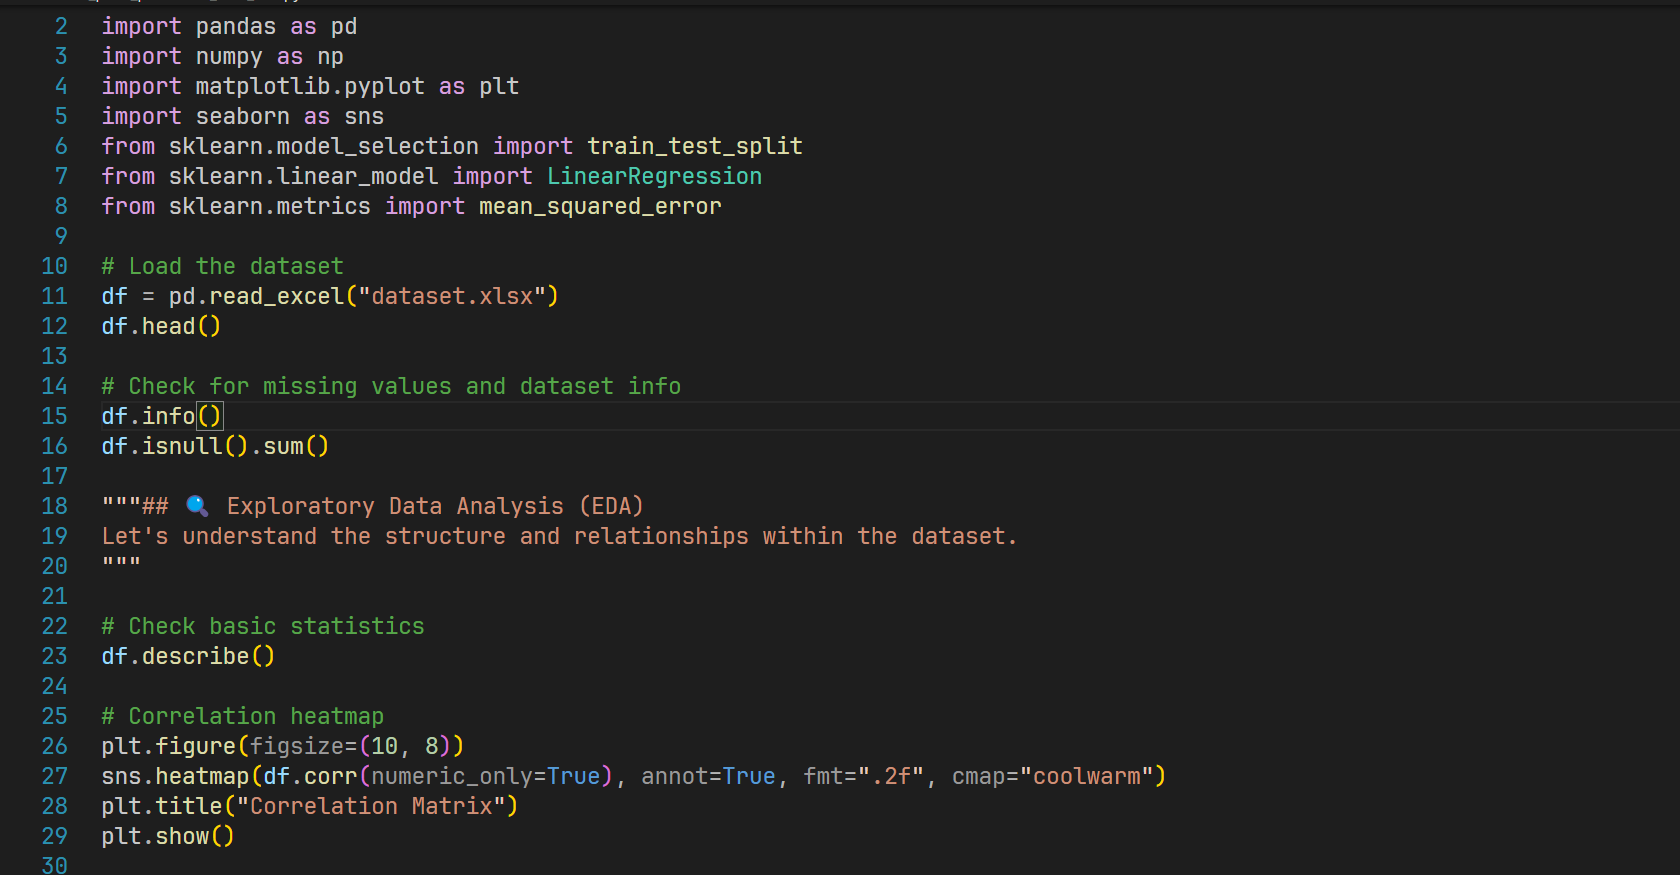 2 import pandas as pd
3 import numpy as np
4 import matplotlib.pyplot as plt
5 import seaborn as sns
6 from sklearn.model_selection import train_test_split
7 from sklearn.linear_model import LinearRegression
8 from sklearn.metrics import mean_squared_error
9
10 # Load the dataset
11 df = pd.read_excel("dataset.xlsx")
12 df.head()
13
14 # Check for missing values and dataset info
15 df.info()
16 df.isnull().sum()
17
18 """## 🔍 Exploratory Data Analysis (EDA)
19 Let's understand the structure and relationships within the dataset.
20 """
21
22 # Check basic statistics
23 df.describe()
24
25 # Correlation heatmap
26 plt.figure(figsize=(10, 8))
27 sns.heatmap(df.corr(numeric_only=True), annot=True, fmt=".2f", cmap="coolwarm")
28 plt.title("Correlation Matrix")
29 plt.show()
30